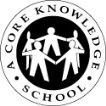 A CORE KNOWLEDGE
• SCHOOL •